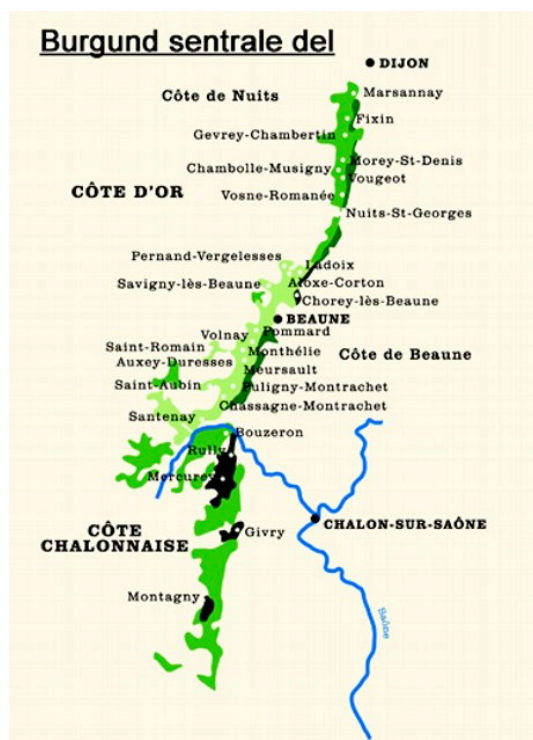 Burgund sentrale del
DIJON
Côte de Nuits
Marsannay
Fixin
Gevrey-Chambertin
Morey-St-Denis
Chambolle-Musigny
Vougeot
CÔTE D'OR
Vosne-Romanée
Nuits-St-Georges
Pernand-Vergelesses
Ladoix
Savigny-lès-Beaune
Aloxe-Corton
Chorey-lès-Beaune
BEAUNE
Volnay
Pommard
Saint-Romain
Monthélie
Côte de Beaune
Auxey-Duresses
Meursault
Saint-Aubin
Puligny-Montrachet
Chassagne-Montrachet
Santenay
Bouzeron
Rully
Mercurey
CHALON-SUR-SAÔNE
CÔTE
CHALONNAISE
Givry
Montagny
Saône